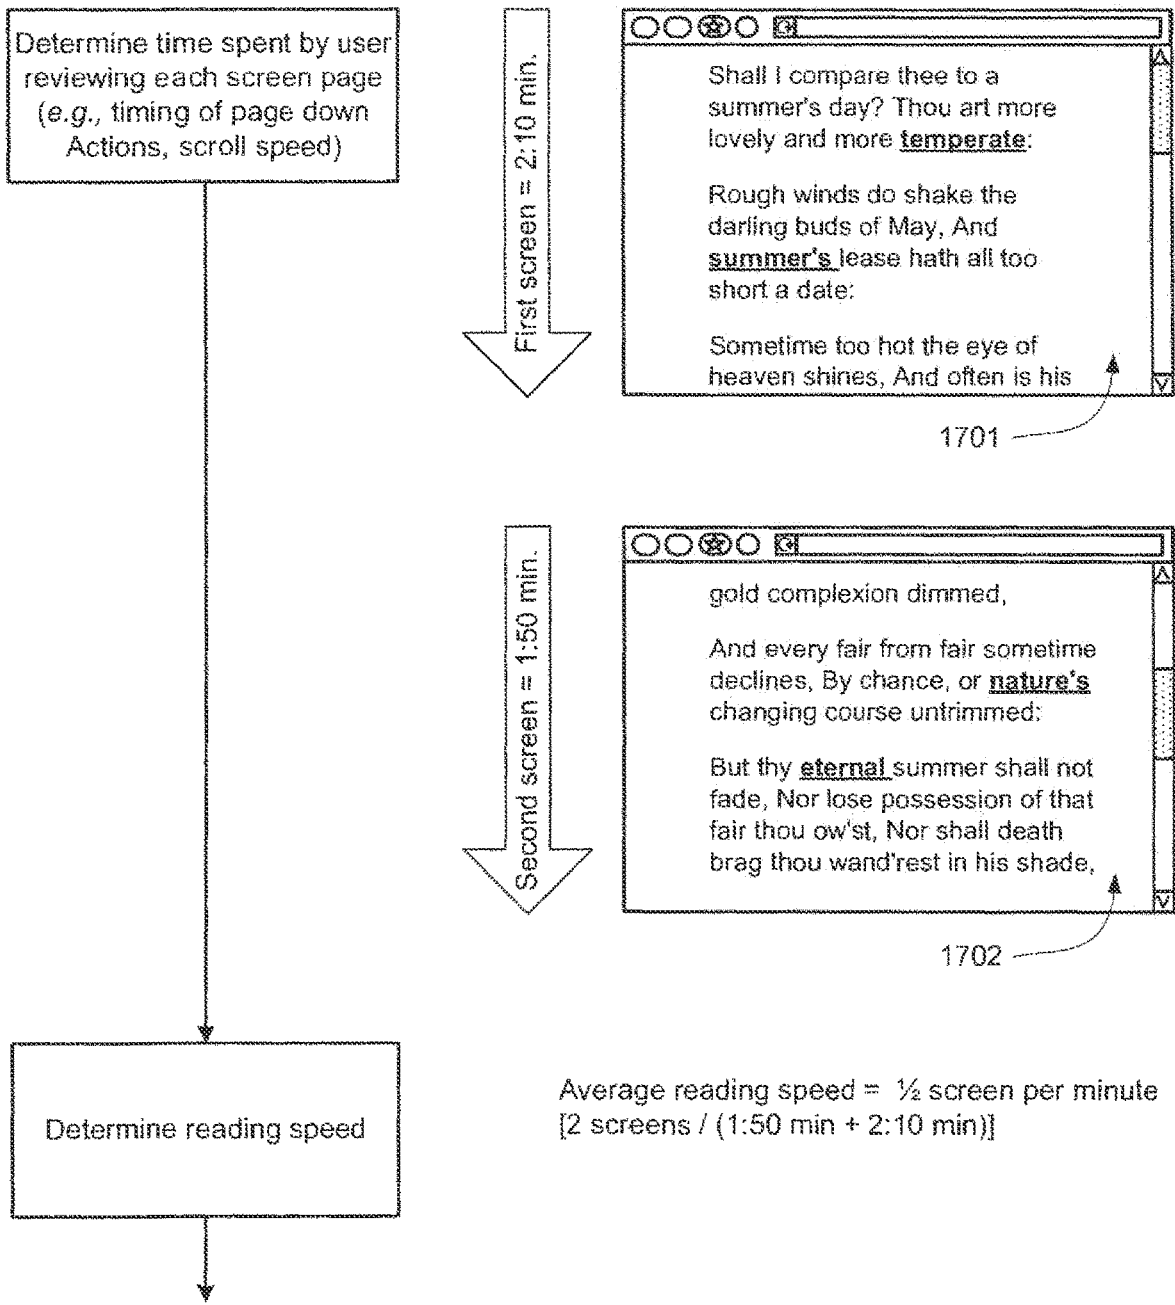 Determine time spent by user
reviewing each screen page
(e.g., timing of page down
Actions, scroll speed)
First screen = 2:10 min.
Shall I compare thee to a
summer's day? Thou art more
lovely and more temperate:
Rough winds do shake the
darling buds of May, And
summer's lease hath all too
short a date:
Sometime too hot the eye of
heaven shines, And often is his
1701
Second screen = 1:50 min.
gold complexion dimmed,
And every fair from fair sometime
declines, By chance, or nature's
changing course untrimmed:
But thy eternal summer shall not
fade, Nor lose possession of that
fair thou ow'st, Nor shall death
brag thou wand'rest in his shade,
1702
Determine reading speed
Average reading speed = ½ screen per minute
[2 screens / (1:50 min + 2:10 min)]